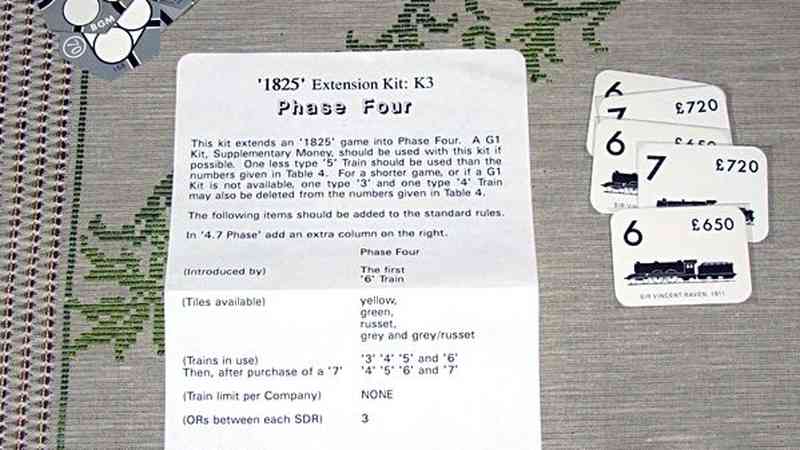 BGM
'1825' Extension Kit: K3
Phase Four
This kit extends an '1825' game into Phase Four. A G1
Kit, Supplementary Money, should be used with this kit if
possible. One less type '5' Train should be used than the
numbers given in Table 4. For a shorter game, or if a G1
Kit is not available, one type '3' and one type '4' Train
may also be deleted from the numbers given in Table 4.
The following items should be added to the standard rules.
In '4.7 Phase' add an extra column on the right.
Phase Four
(Introduced by) The first
'6' Train
(Tiles available) yellow,
green,
russet,
grey and grey/russet
(Trains in use) '3' '4' '5' and '6'
Then, after purchase of a '7' '4' '5' '6' and '7'
(Train limit per Company) NONE
(ORs between each SDR) 3
6
7 £720
6 £650
7 £720
6 £650
SIR VINCENT RAVEN, 1911